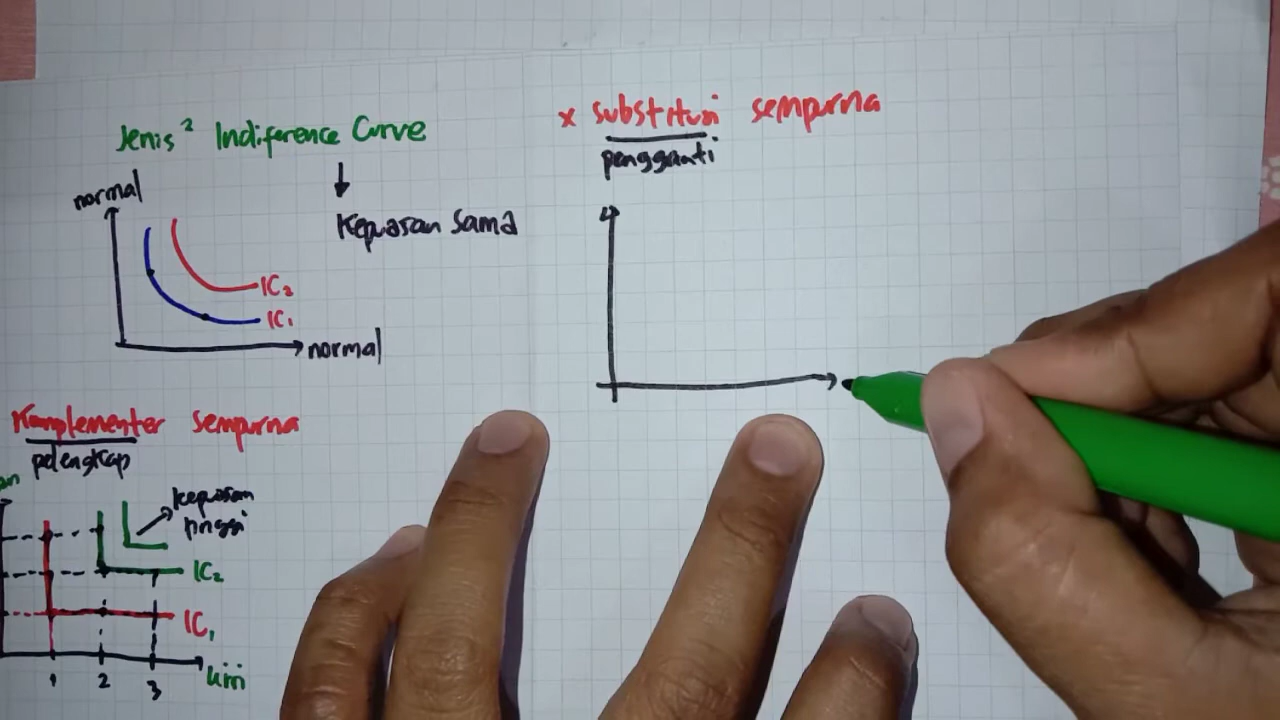 Jenis² Indiference Curve
Kepuasan Sama
normal
IC₂
IC₁
normal
Komplementer sempurna
pelengkap
an
kepuasan
tinggi
IC₂
IC₁
kiri
1 2 3
x substitusi sempurna
pengganti